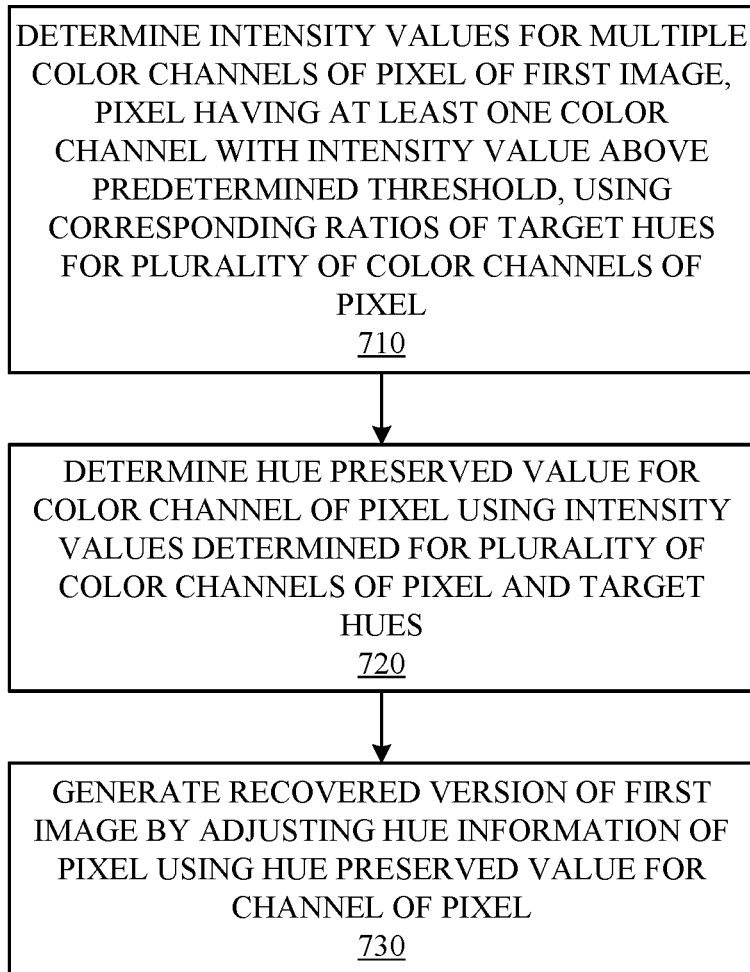 DETERMINE INTENSITY VALUES FOR MULTIPLE
COLOR CHANNELS OF PIXEL OF FIRST IMAGE,
PIXEL HAVING AT LEAST ONE COLOR
CHANNEL WITH INTENSITY VALUE ABOVE
PREDETERMINED THRESHOLD, USING
CORRESPONDING RATIOS OF TARGET HUES
FOR PLURALITY OF COLOR CHANNELS OF
PIXEL
710
DETERMINE HUE PRESERVED VALUE FOR
COLOR CHANNEL OF PIXEL USING INTENSITY
VALUES DETERMINED FOR PLURALITY OF
COLOR CHANNELS OF PIXEL AND TARGET
HUES
720
GENERATE RECOVERED VERSION OF FIRST
IMAGE BY ADJUSTING HUE INFORMATION OF
PIXEL USING HUE PRESERVED VALUE FOR
CHANNEL OF PIXEL
730